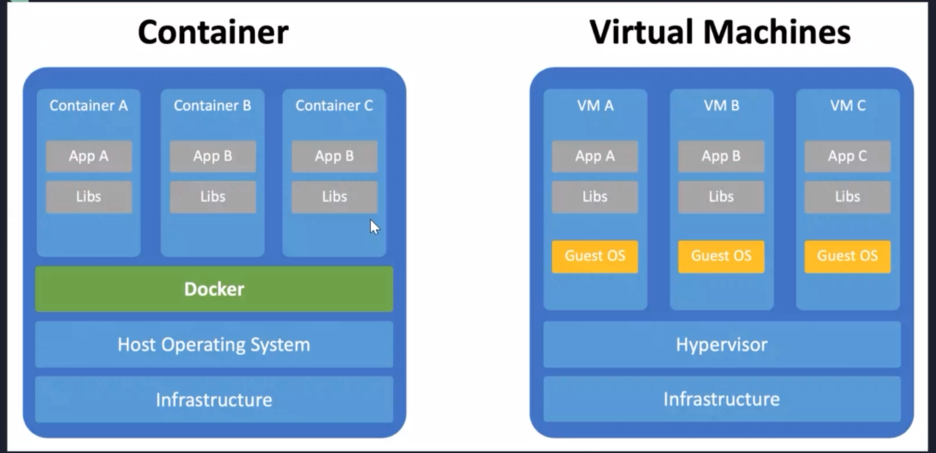 Container
Container A
Container B
Container C
App A
App B
App B
Libs
Libs
Libs
Docker
Host Operating System
Infrastructure
Virtual Machines
VM A
VM B
VM C
App A
App B
App C
Libs
Libs
Libs
Guest OS
Guest OS
Guest OS
Hypervisor
Infrastructure